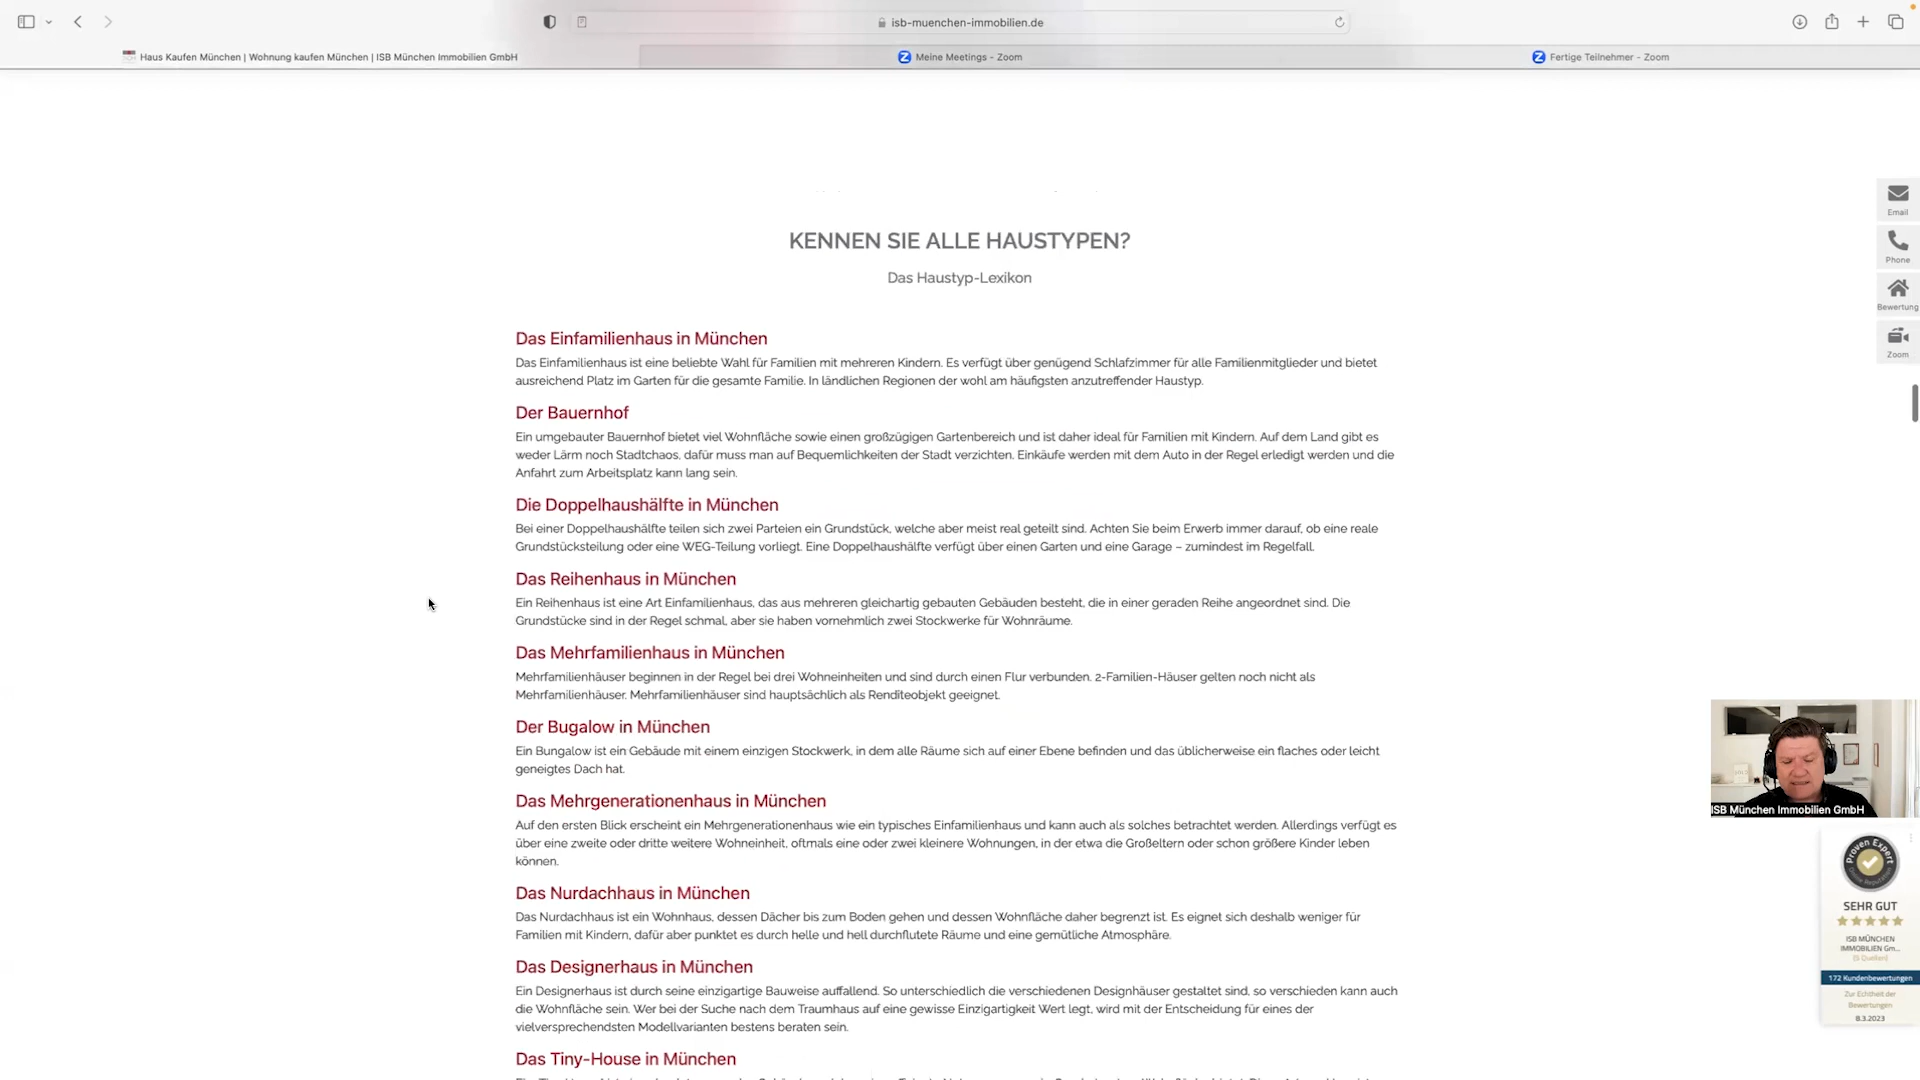 isb-muenchen-immobilien.de
Haus Kaufen München | Wohnung kaufen München | ISB München Immobilien GmbH
Meine Meetings - Zoom
Fertige Teilnehmer - Zoom
KENNEN SIE ALLE HAUSTYPEN?
Das Haustyp-Lexikon
Das Einfamilienhaus in München
Das Einfamilienhaus ist eine beliebte Wahl für Familien mit mehreren Kindern. Es verfügt über genügend Schlafzimmer für alle Familienmitglieder und bietet
ausreichend Platz im Garten für die gesamte Familie. In ländlichen Regionen der wohl am häufigsten anzutreffender Haustyp.
Der Bauernhof
Ein umgebauter Bauernhof bietet viel Wohnfläche sowie einen großzügigen Gartenbereich und ist daher ideal für Familien mit Kindern. Auf dem Land gibt es
weder Lärm noch Stadtchaos, dafür muss man auf Bequemlichkeiten der Stadt verzichten. Einkäufe werden mit dem Auto in der Regel erledigt werden und die
Anfahrt zum Arbeitsplatz kann lang sein.
Die Doppelhaushälfte in München
Bei einer Doppelhaushälfte teilen sich zwei Parteien ein Grundstück, welche aber meist real geteilt sind. Achten Sie beim Erwerb immer darauf, ob eine reale
Grundstücksteilung oder eine WEG-Teilung vorliegt. Eine Doppelhaushälfte verfügt über einen Garten und eine Garage – zumindest im Regelfall.
Das Reihenhaus in München
Ein Reihenhaus ist eine Art Einfamilienhaus, das aus mehreren gleichartig gebauten Gebäuden besteht, die in einer geraden Reihe angeordnet sind. Die
Grundstücke sind in der Regel schmal, aber sie haben vornehmlich zwei Stockwerke für Wohnräume.
Das Mehrfamilienhaus in München
Mehrfamilienhäuser beginnen in der Regel bei drei Wohneinheiten und sind durch einen Flur verbunden. 2-Familien-Häuser gelten noch nicht als
Mehrfamilienhäuser. Mehrfamilienhäuser sind hauptsächlich als Renditeobjekt geeignet.
Der Bugalow in München
Ein Bungalow ist ein Gebäude mit einem einzigen Stockwerk, in dem alle Räume sich auf einer Ebene befinden und das üblicherweise ein flaches oder leicht
geneigtes Dach hat.
Das Mehrgenerationenhaus in München
Auf den ersten Blick erscheint ein Mehrgenerationenhaus wie ein typisches Einfamilienhaus und kann auch als solches betrachtet werden. Allerdings verfügt es
über eine zweite oder dritte weitere Wohneinheit, oftmals eine oder zwei kleinere Wohnungen, in der etwa die Großeltern oder schon größere Kinder leben
können.
Das Nurdachhaus in München
Das Nurdachhaus ist ein Wohnhaus, dessen Dächer bis zum Boden gehen und dessen Wohnfläche daher begrenzt ist. Es eignet sich deshalb weniger für
Familien mit Kindern, dafür aber punktet es durch helle und hell durchflutete Räume und eine gemütliche Atmosphäre.
Das Designerhaus in München
Ein Designerhaus ist durch seine einzigartige Bauweise auffallend. So unterschiedlich die verschiedenen Designhäuser gestaltet sind, so verschieden kann auch
die Wohnfläche sein. Wer bei der Suche nach dem Traumhaus auf eine gewisse Einzigartigkeit Wert legt, wird mit der Entscheidung für eines der
vielversprechendsten Modellvarianten bestens beraten sein.
Das Tiny-House in München
Email
Phone
Bewertung
Zoom
ISB München Immobilien GmbH
Proven Expert
SEHR GUT
ISB MÜNCHEN
IMMOBILIEN Gm...
(5 Quellen)
172 Kundenbewertungen
Zur Echtheit der
Bewertungen
8.3.2023